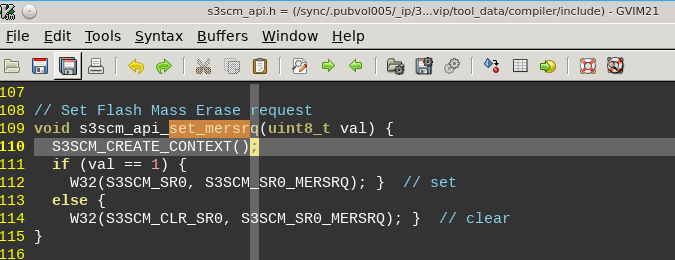 s3scm_api.h = (/sync/.pubvol005/_ip/3...vip/tool_data/compiler/include) - GVIM21
File Edit Tools Syntax Buffers Window Help
107
108 // Set Flash Mass Erase request
109 void s3scm_api_set_mersrq(uint8_t val) {
110   S3SCM_CREATE_CONTEXT();
111   if (val == 1) {
112     W32(S3SCM_SR0, S3SCM_SR0_MERSRQ); }  // set
113   else {
114     W32(S3SCM_CLR_SR0, S3SCM_SR0_MERSRQ); }  // clear
115 }
116